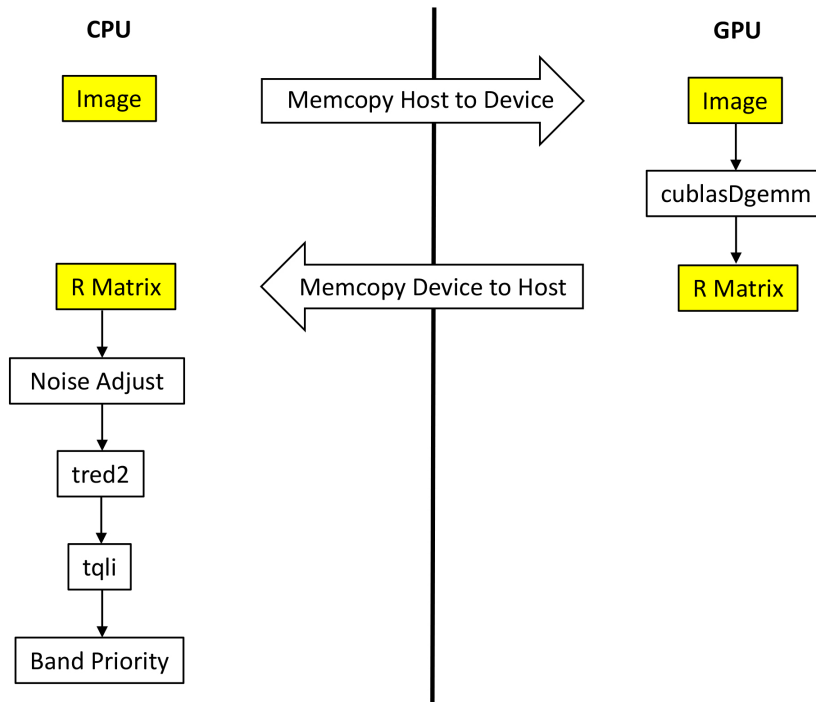 CPU
GPU
Image
Memcopy Host to Device
Image
cublasDgemm
R Matrix
Memcopy Device to Host
R Matrix
Noise Adjust
tred2
tqli
Band Priority